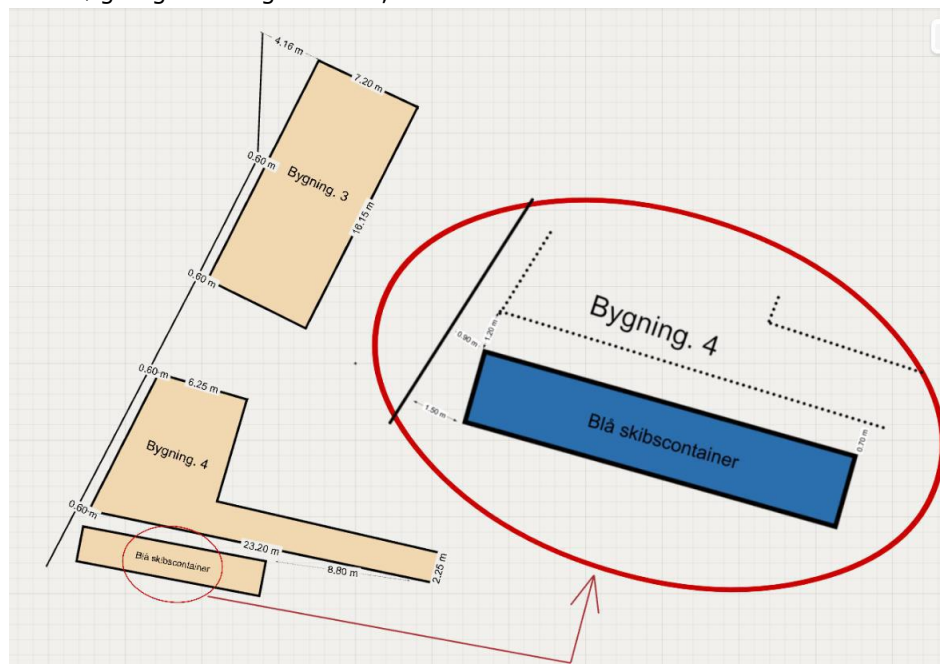 4.16 m
7.20 m
0.60 m
Bygning. 3
16.15 m
0.60 m
0.60 m
6.25 m
Bygning. 4
0.60 m
23.20 m
8.80 m
2.25 m
Blå skibscontainer
Bygning. 4
0.90 m
1.20 m
1.50 m
Blå skibscontainer
0.70 m